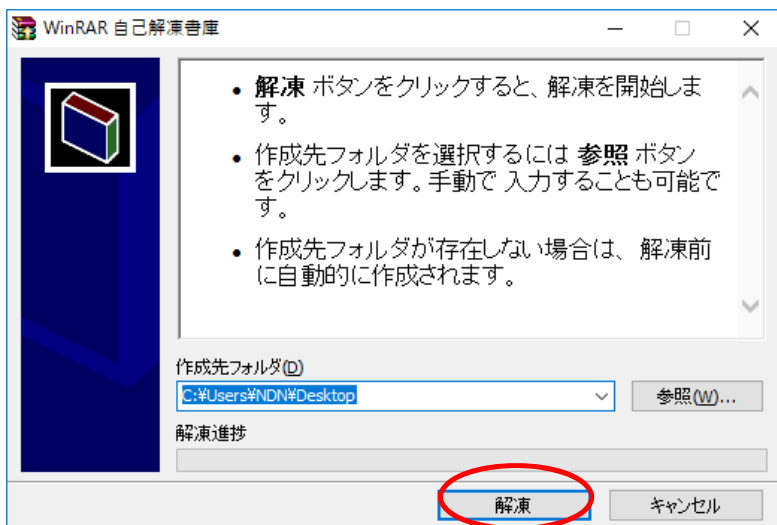 WinRAR 自己解凍書庫
• 解凍 ボタンをクリックすると、解凍を開始しま
す。
• 作成先フォルダを選択するには 参照 ボタン
をクリックします。手動で 入力することも可能で
す。
• 作成先フォルダが存在しない場合は、 解凍前
に自動的に作成されます。
作成先フォルダ(D)
C:¥Users¥NDN¥Desktop
参照(W)...
解凍進捗
解凍
キャンセル